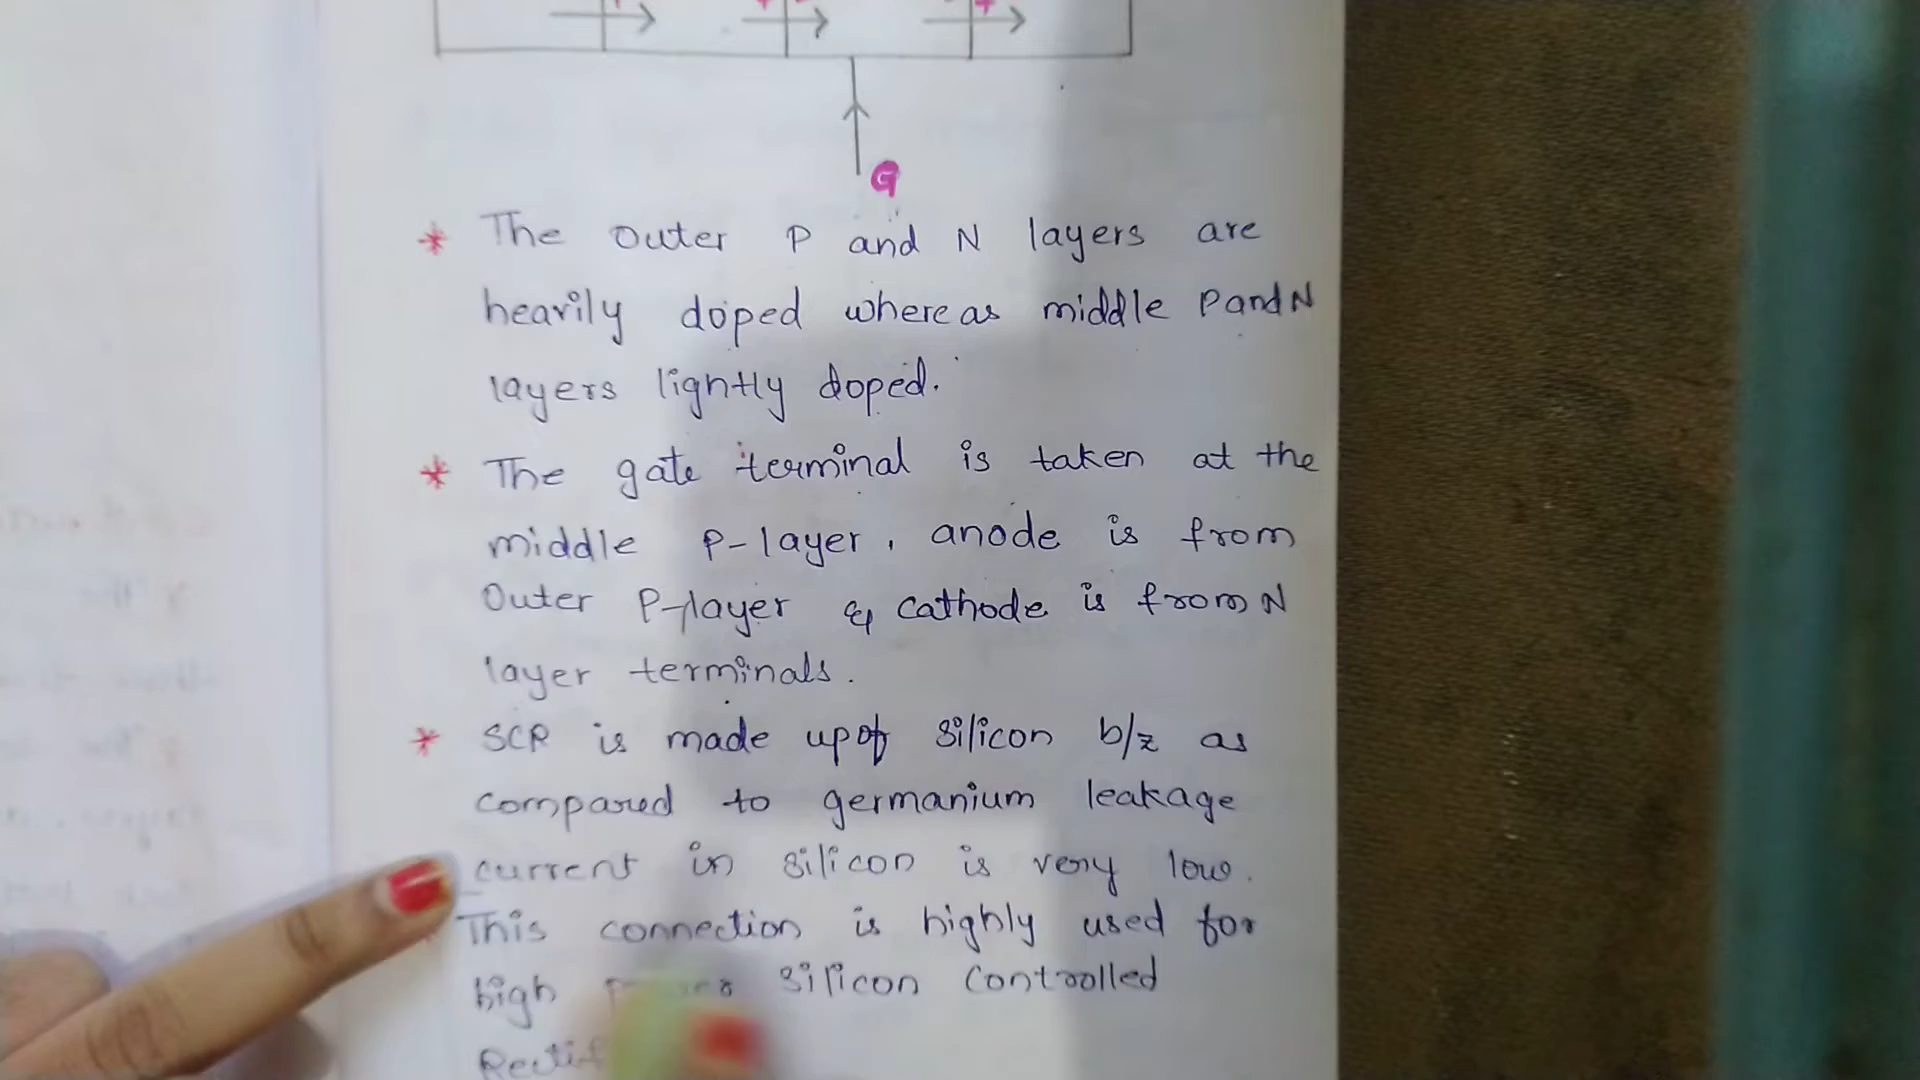 G
* The outer P and N layers are
heavily doped where as middle P and N
layers lightly doped.
* The gate terminal is taken at the
middle P-layer, anode is from
outer P-layer & cathode is from N
layer terminals.
* SCR is made up of silicon b/z as
compared to germanium leakage
current in silicon is very low.
This connection is highly used for
high silicon controlled